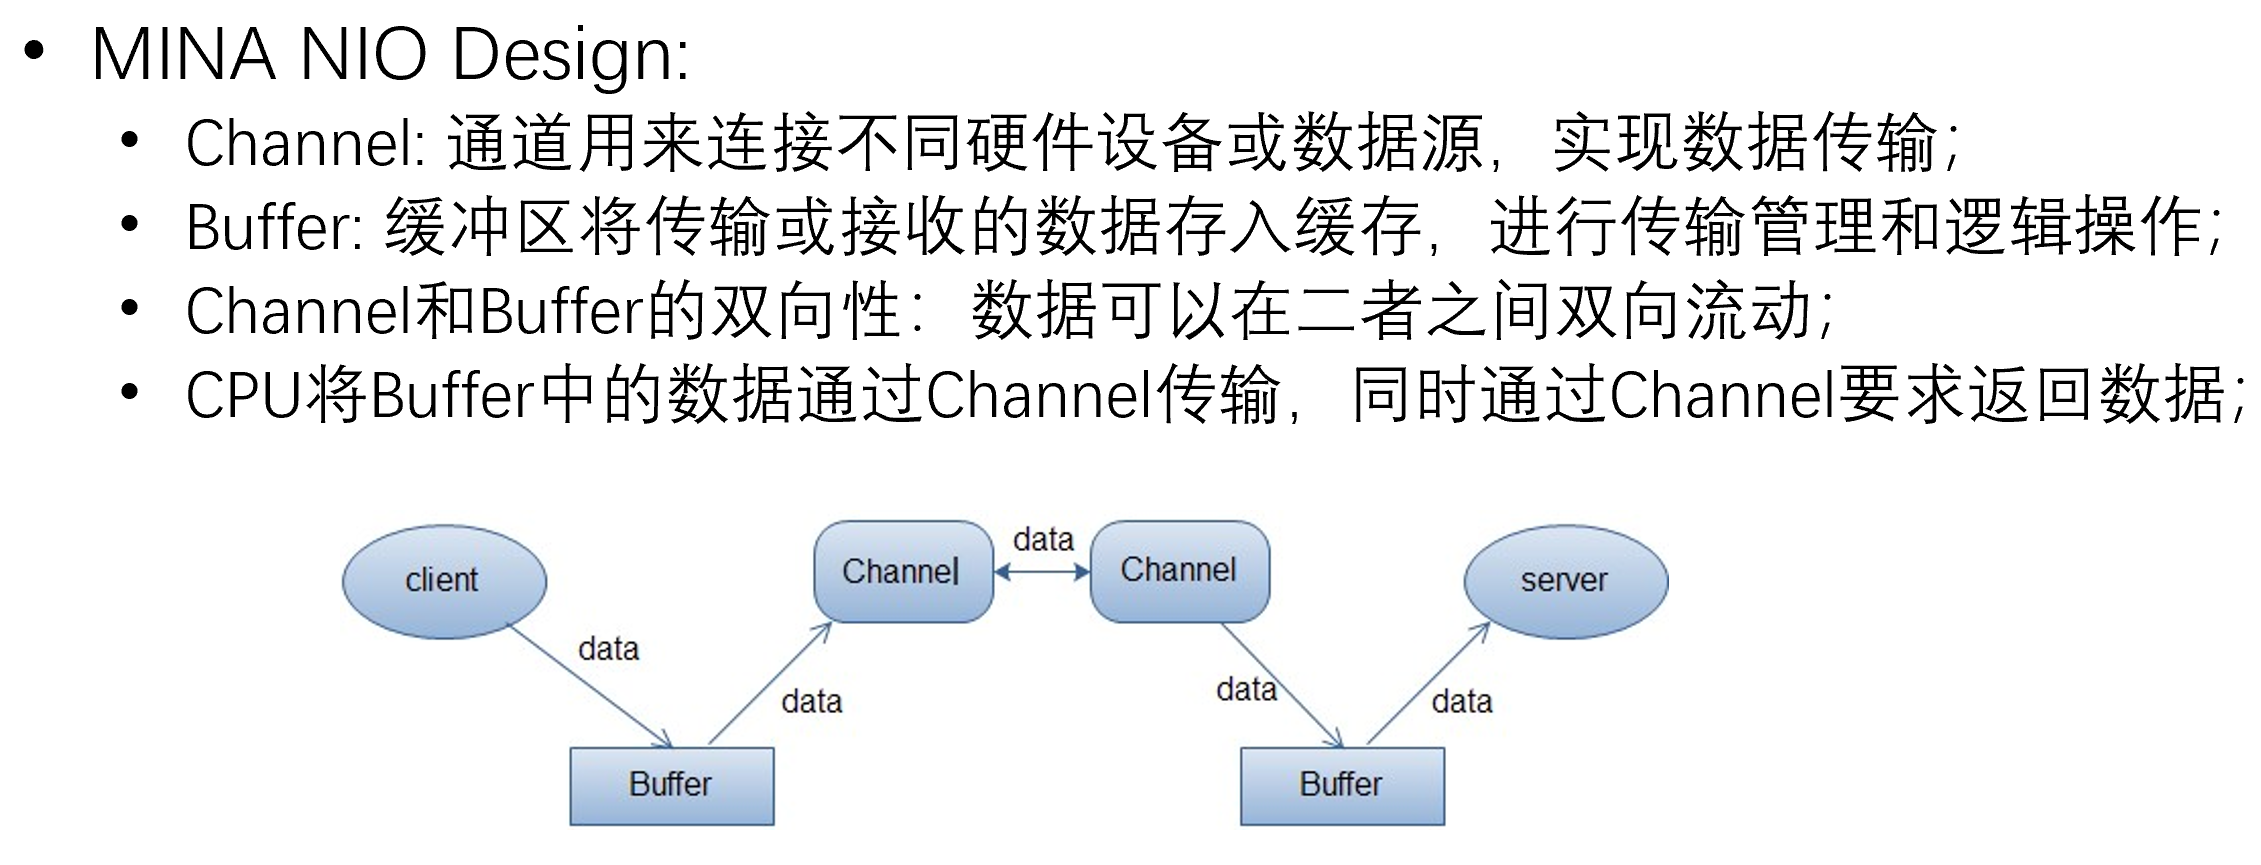 • MINA NIO Design:
• Channel: 通道用来连接不同硬件设备或数据源，实现数据传输；
• Buffer: 缓冲区将传输或接收的数据存入缓存，进行传输管理和逻辑操作；
• Channel和Buffer的双向性：数据可以在二者之间双向流动；
• CPU将Buffer中的数据通过Channel传输，同时通过Channel要求返回数据；
client
Channel
data
Channel
server
data
data
data
data
Buffer
Buffer